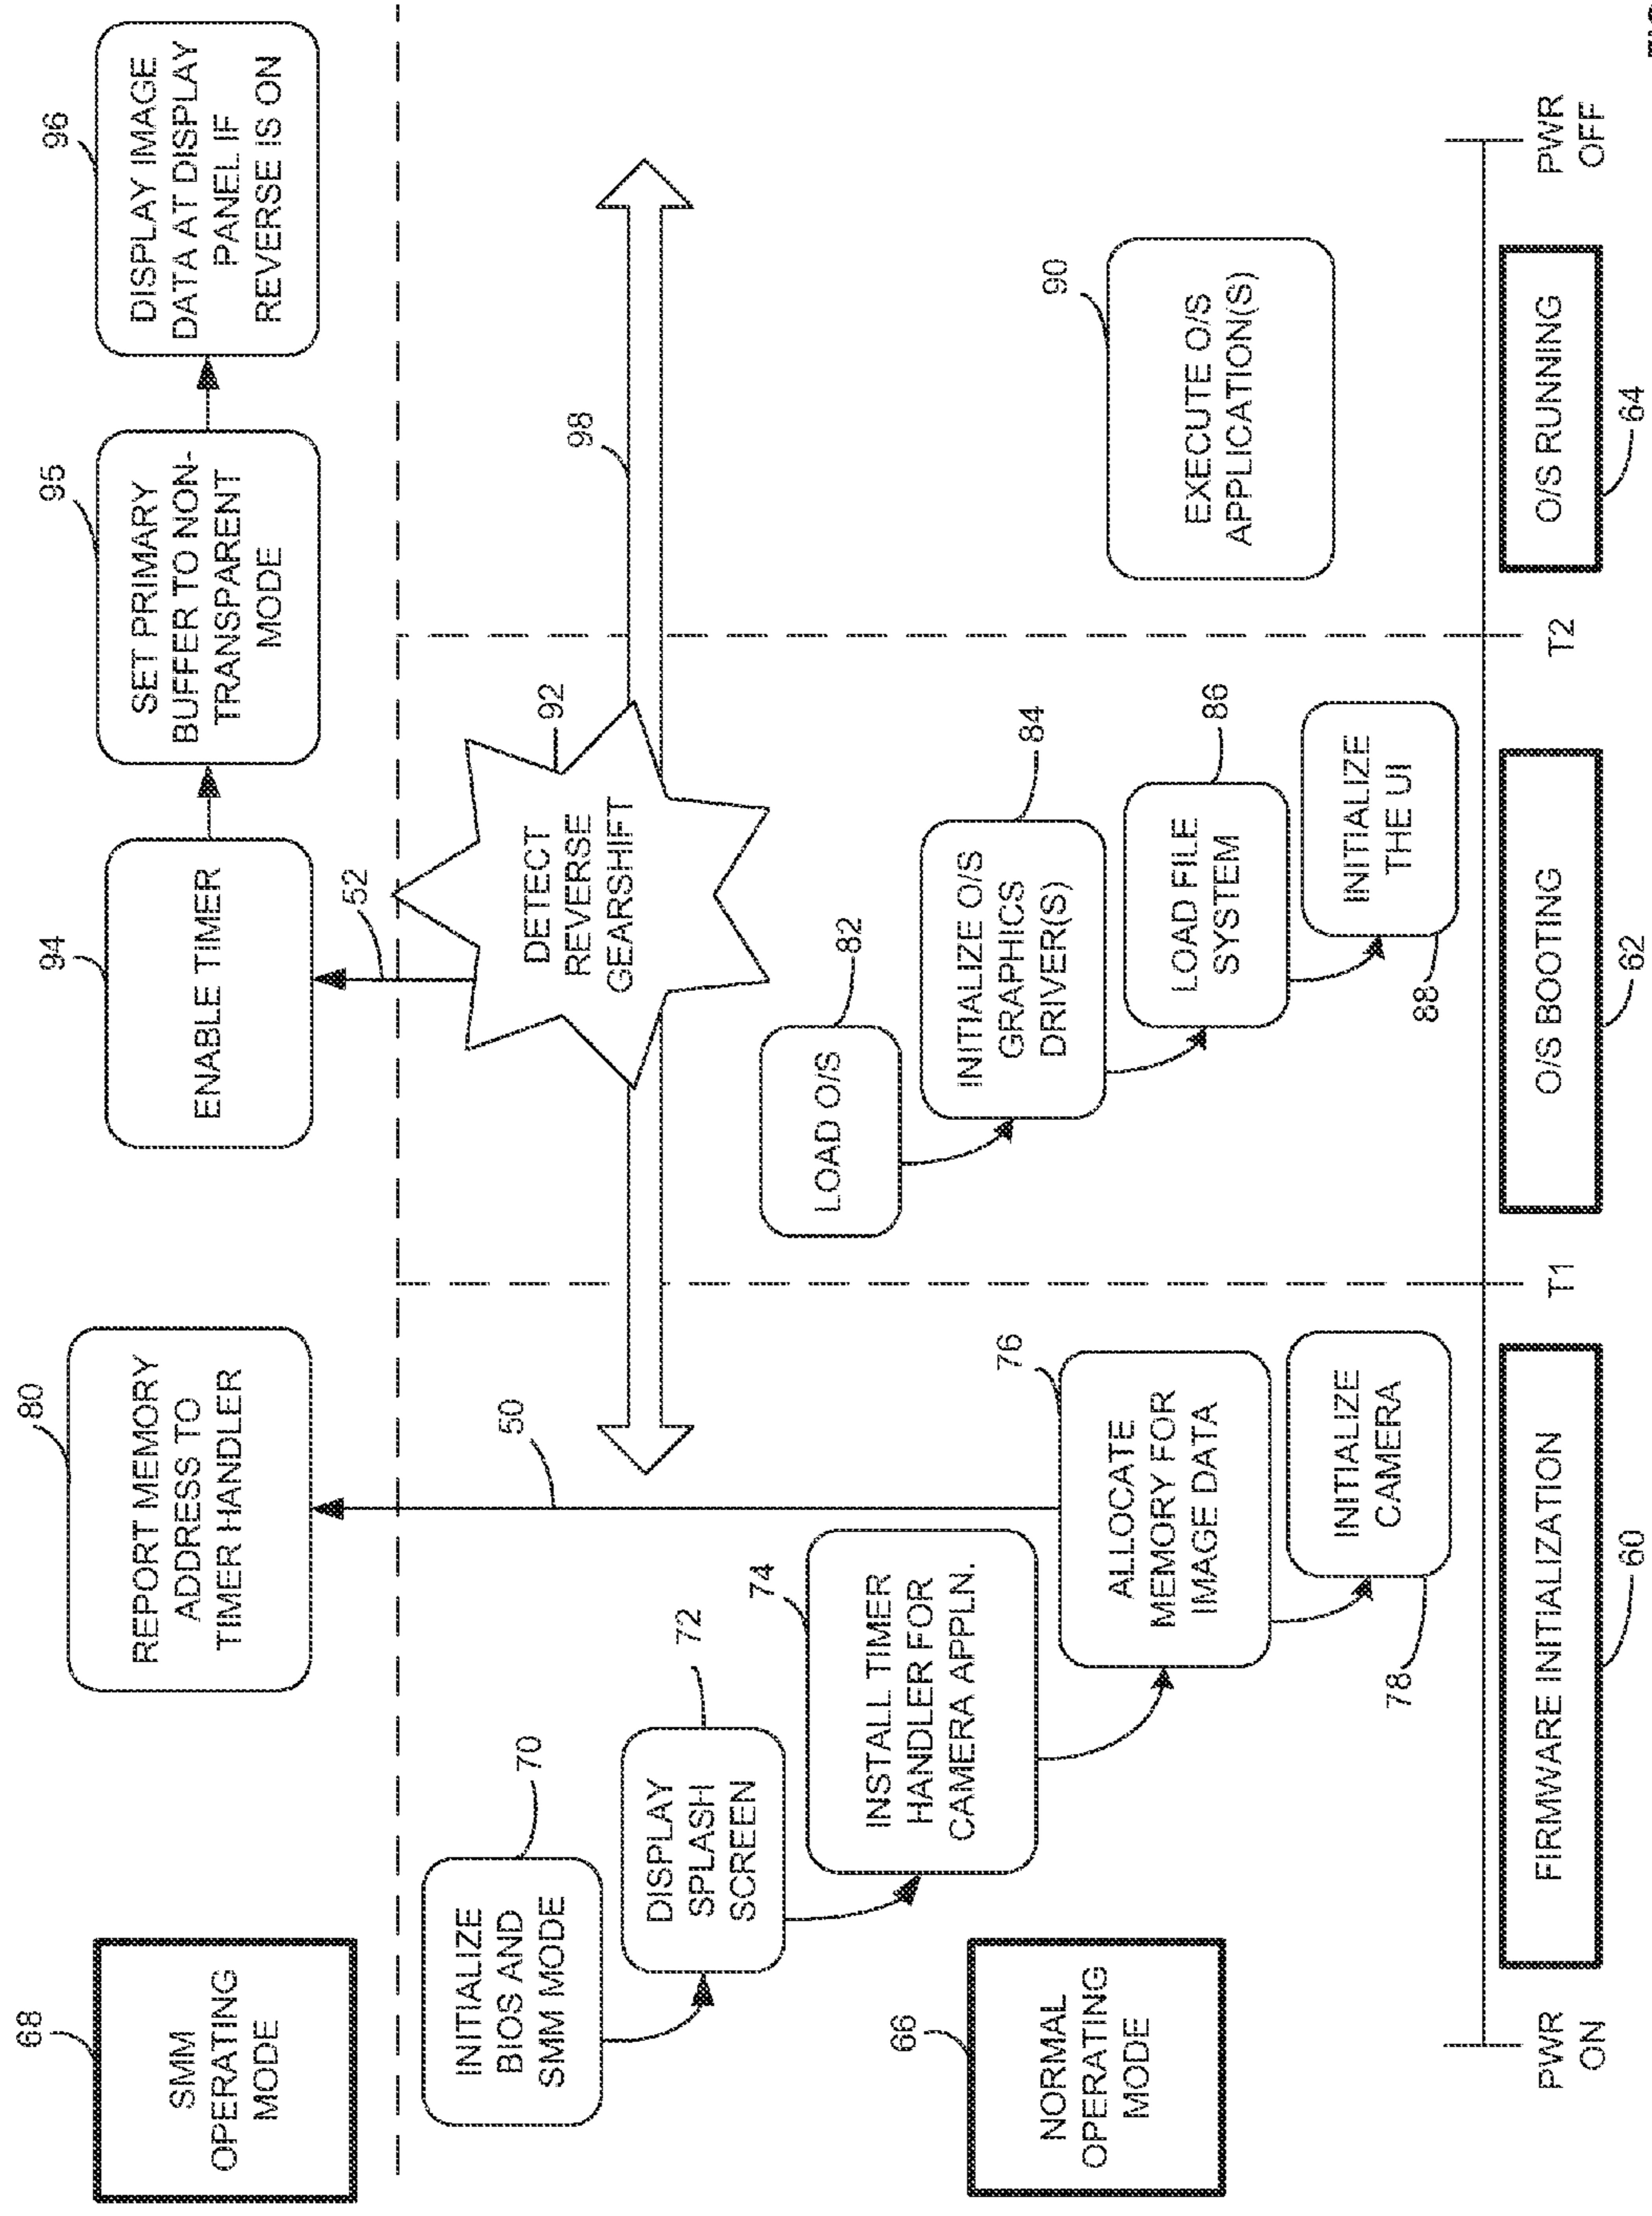 68
SMM
OPERATING
MODE
80
REPORT MEMORY
ADDRESS TO
TIMER HANDLER
94
ENABLE TIMER
95
SET PRIMARY
BUFFER TO NON-
TRANSPARENT
MODE
96
DISPLAY IMAGE
DATA AT DISPLAY
PANEL IF
REVERSE IS ON
52
70
INITIALIZE
BIOS AND
SMM MODE
50
DETECT
REVERSE
GEARSHIFT
92
98
72
DISPLAY
SPLASH
SCREEN
74
INSTALL TIMER
HANDLER FOR
CAMERA APPLN.
82
LOAD O/S
84
INITIALIZE O/S
GRAPHICS
DRIVER(S)
66
NORMAL
OPERATING
MODE
76
ALLOCATE
MEMORY FOR
IMAGE DATA
86
LOAD FILE
SYSTEM
90
EXECUTE O/S
APPLICATION(S)
78
INITIALIZE
CAMERA
88
INITIALIZE
THE UI
PWR
ON
T1
T2
PWR
OFF
FIRMWARE INITIALIZATION
60
O/S BOOTING
62
O/S RUNNING
64